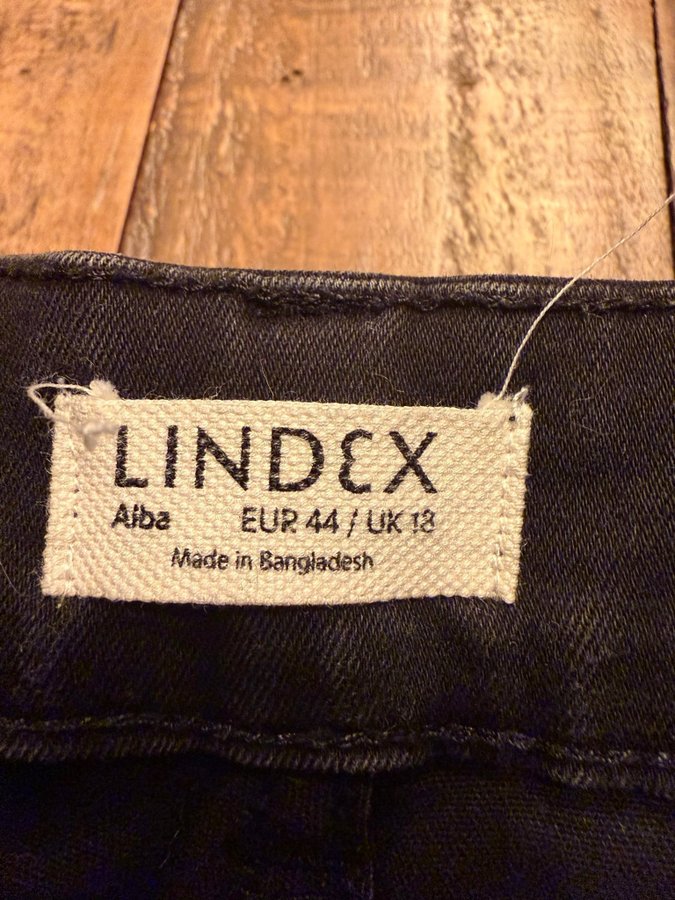 LINDEX
Alba EUR 44 / UK 18
Made in Bangladesh